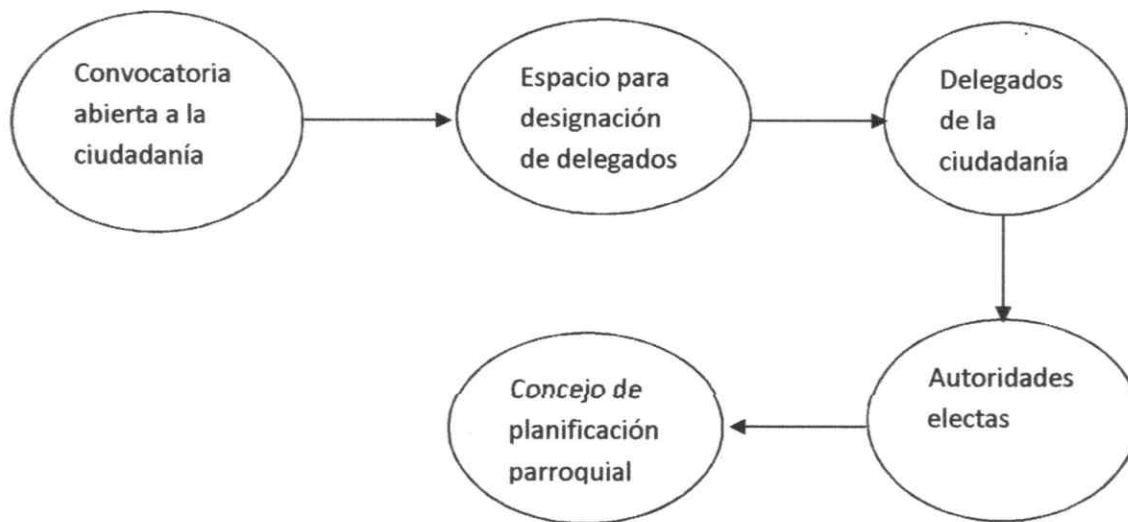 Convocatoria
abierta a la
ciudadanía
Espacio para
designación
de delegados
Delegados
de la
ciudadanía
Autoridades
electas
Concejo de
planificación
parroquial